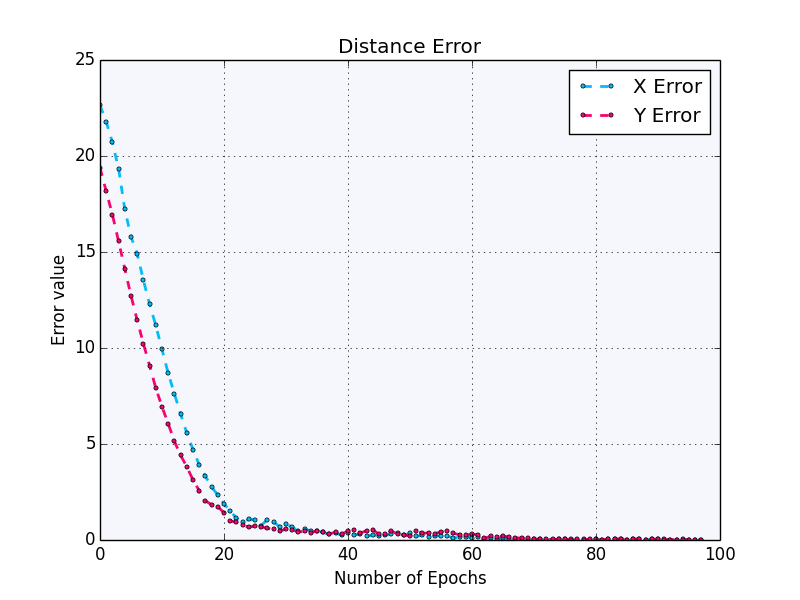 Distance Error
X Error
Y Error
Error value
25
20
15
10
5
0
0 20 40 60 80 100
Number of Epochs